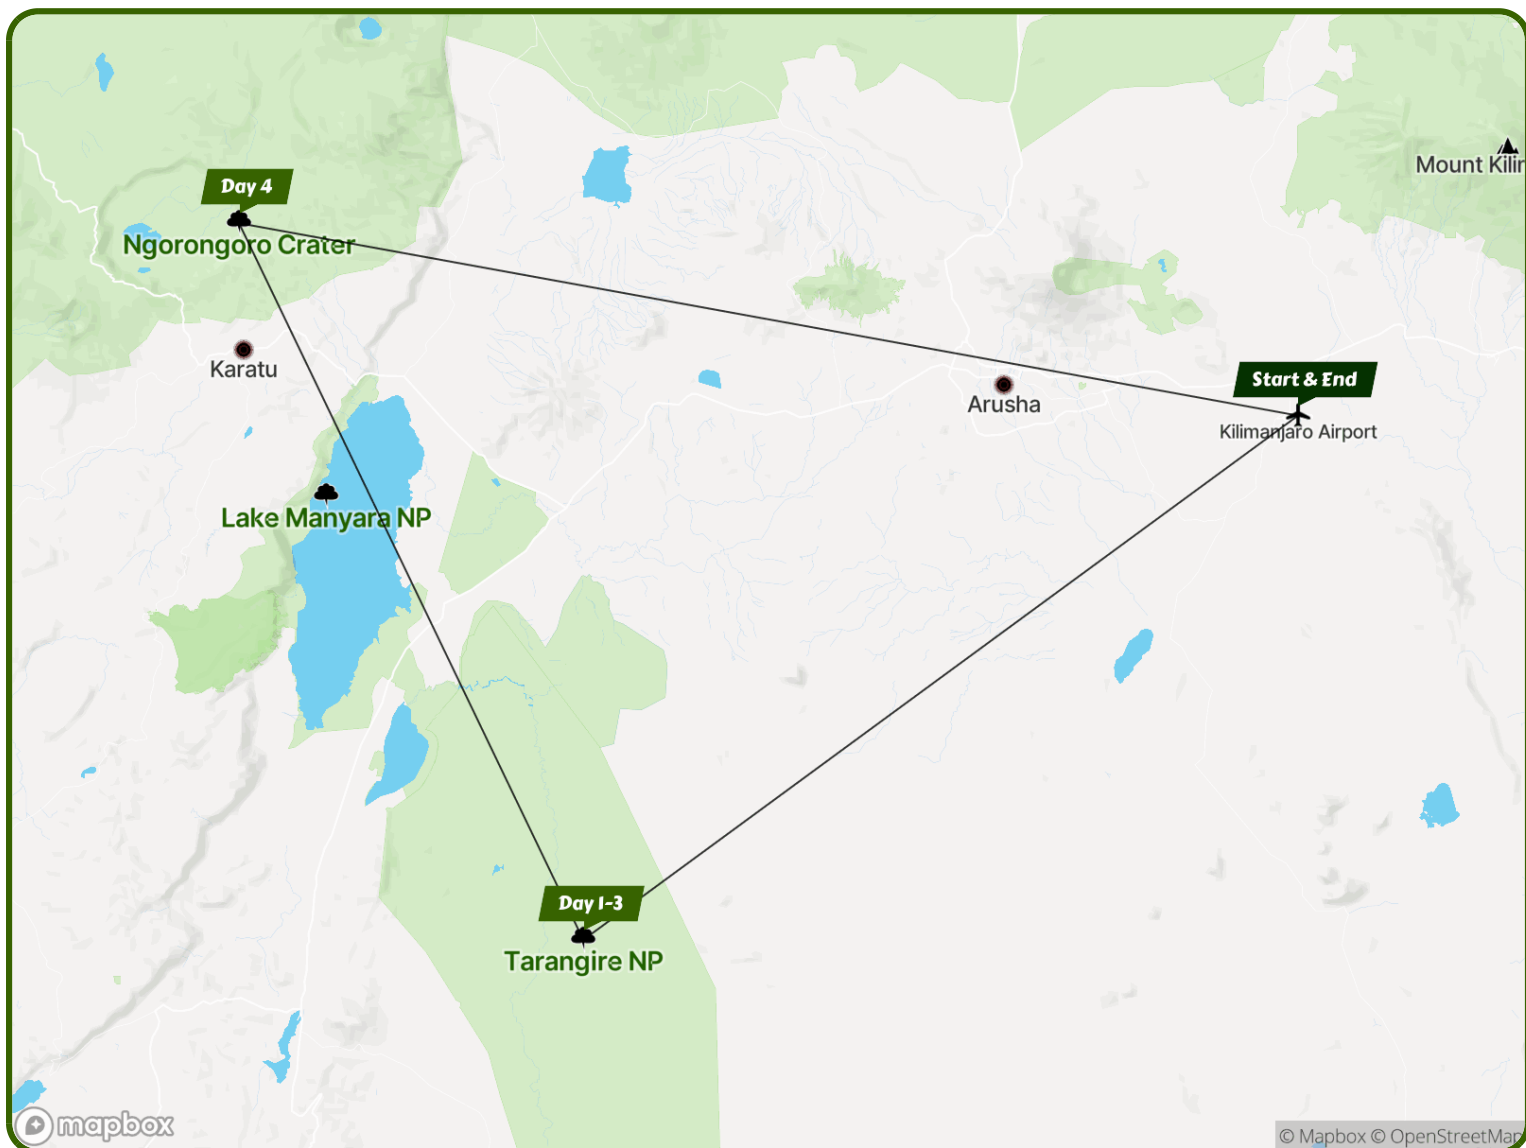 Mount Kilir
Day 4
Ngorongoro Crater
Karatu
Start & End
Arusha
Kilimanjaro Airport
Lake Manyara NP
Day 1-3
Tarangire NP
mapbox
© Mapbox © OpenStreetMap